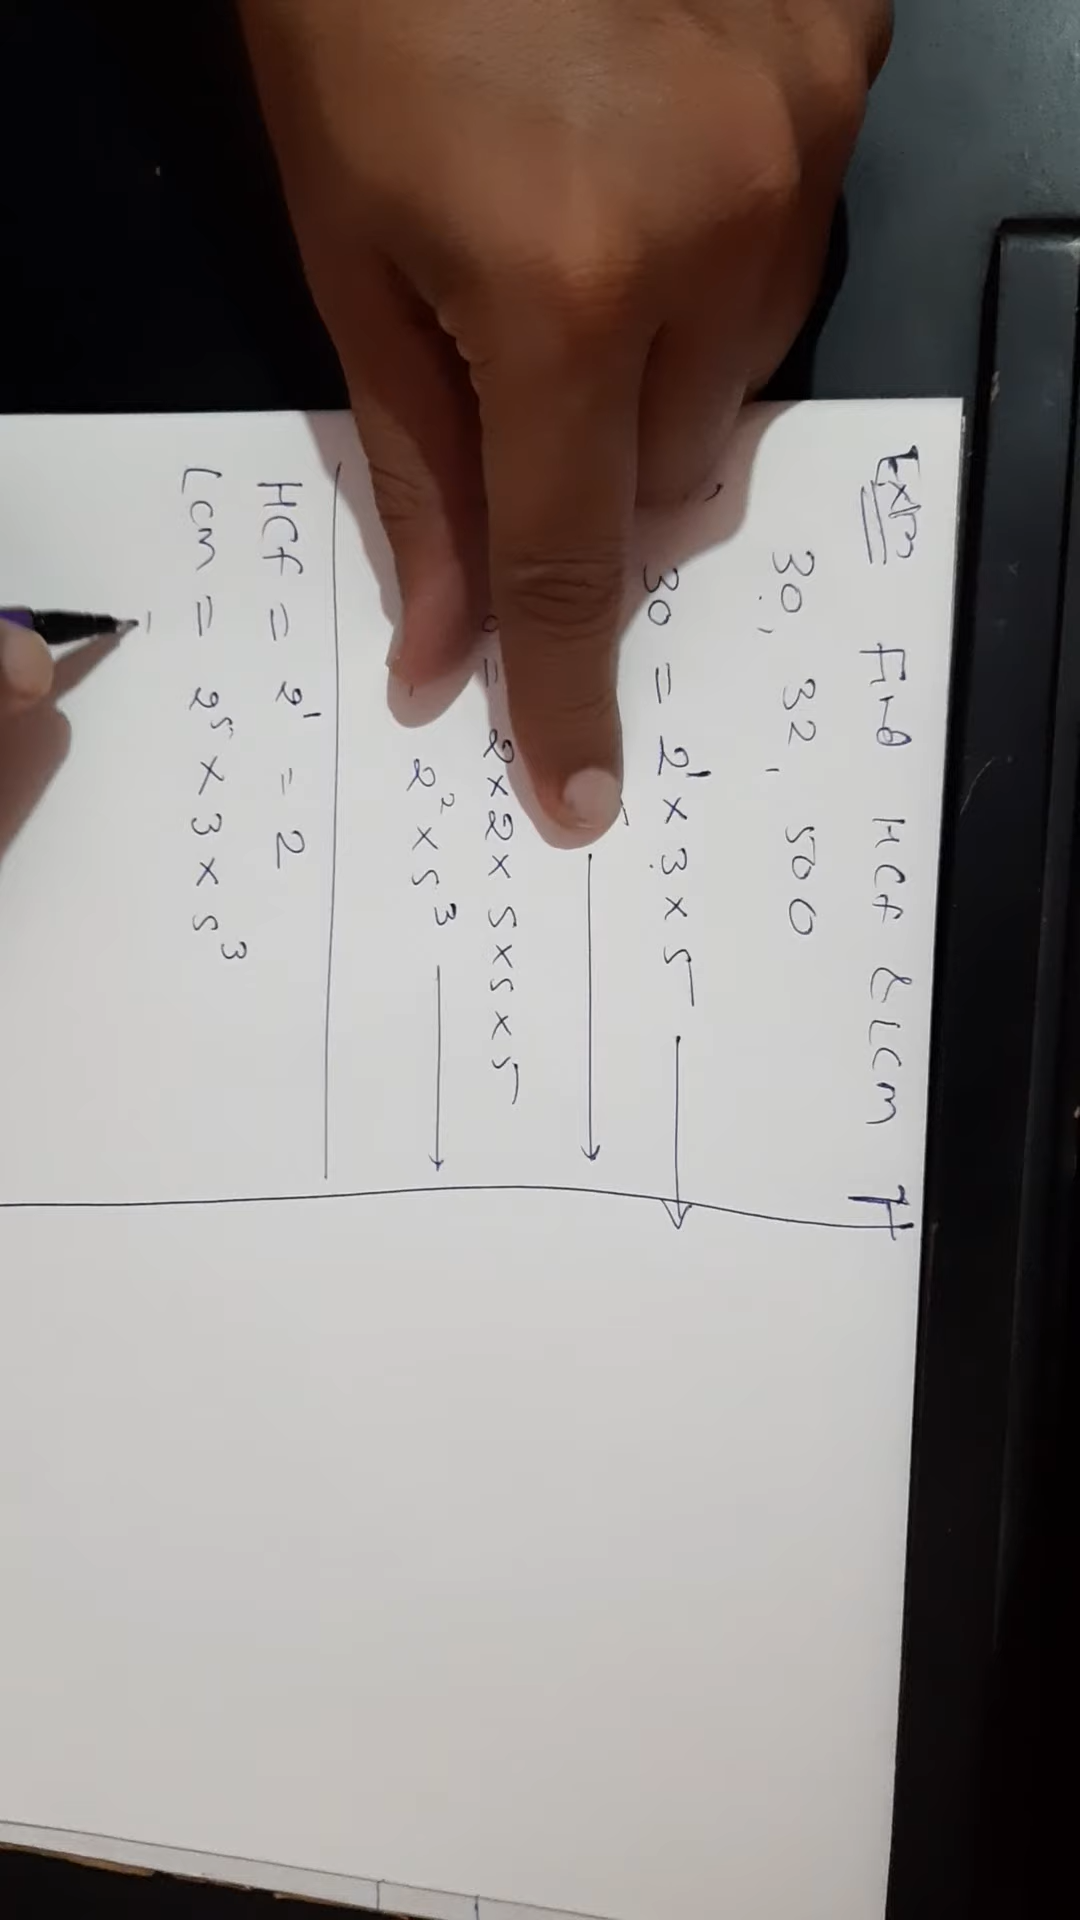 Exm Find HCF & LCM
30, 32, 500
30 = 2¹ × 3 × 5
= 2 × 2 × 5 × 5 × 5
2² × 5³
HCF = 2¹ = 2
LCM = 2⁵ × 3 × 5³